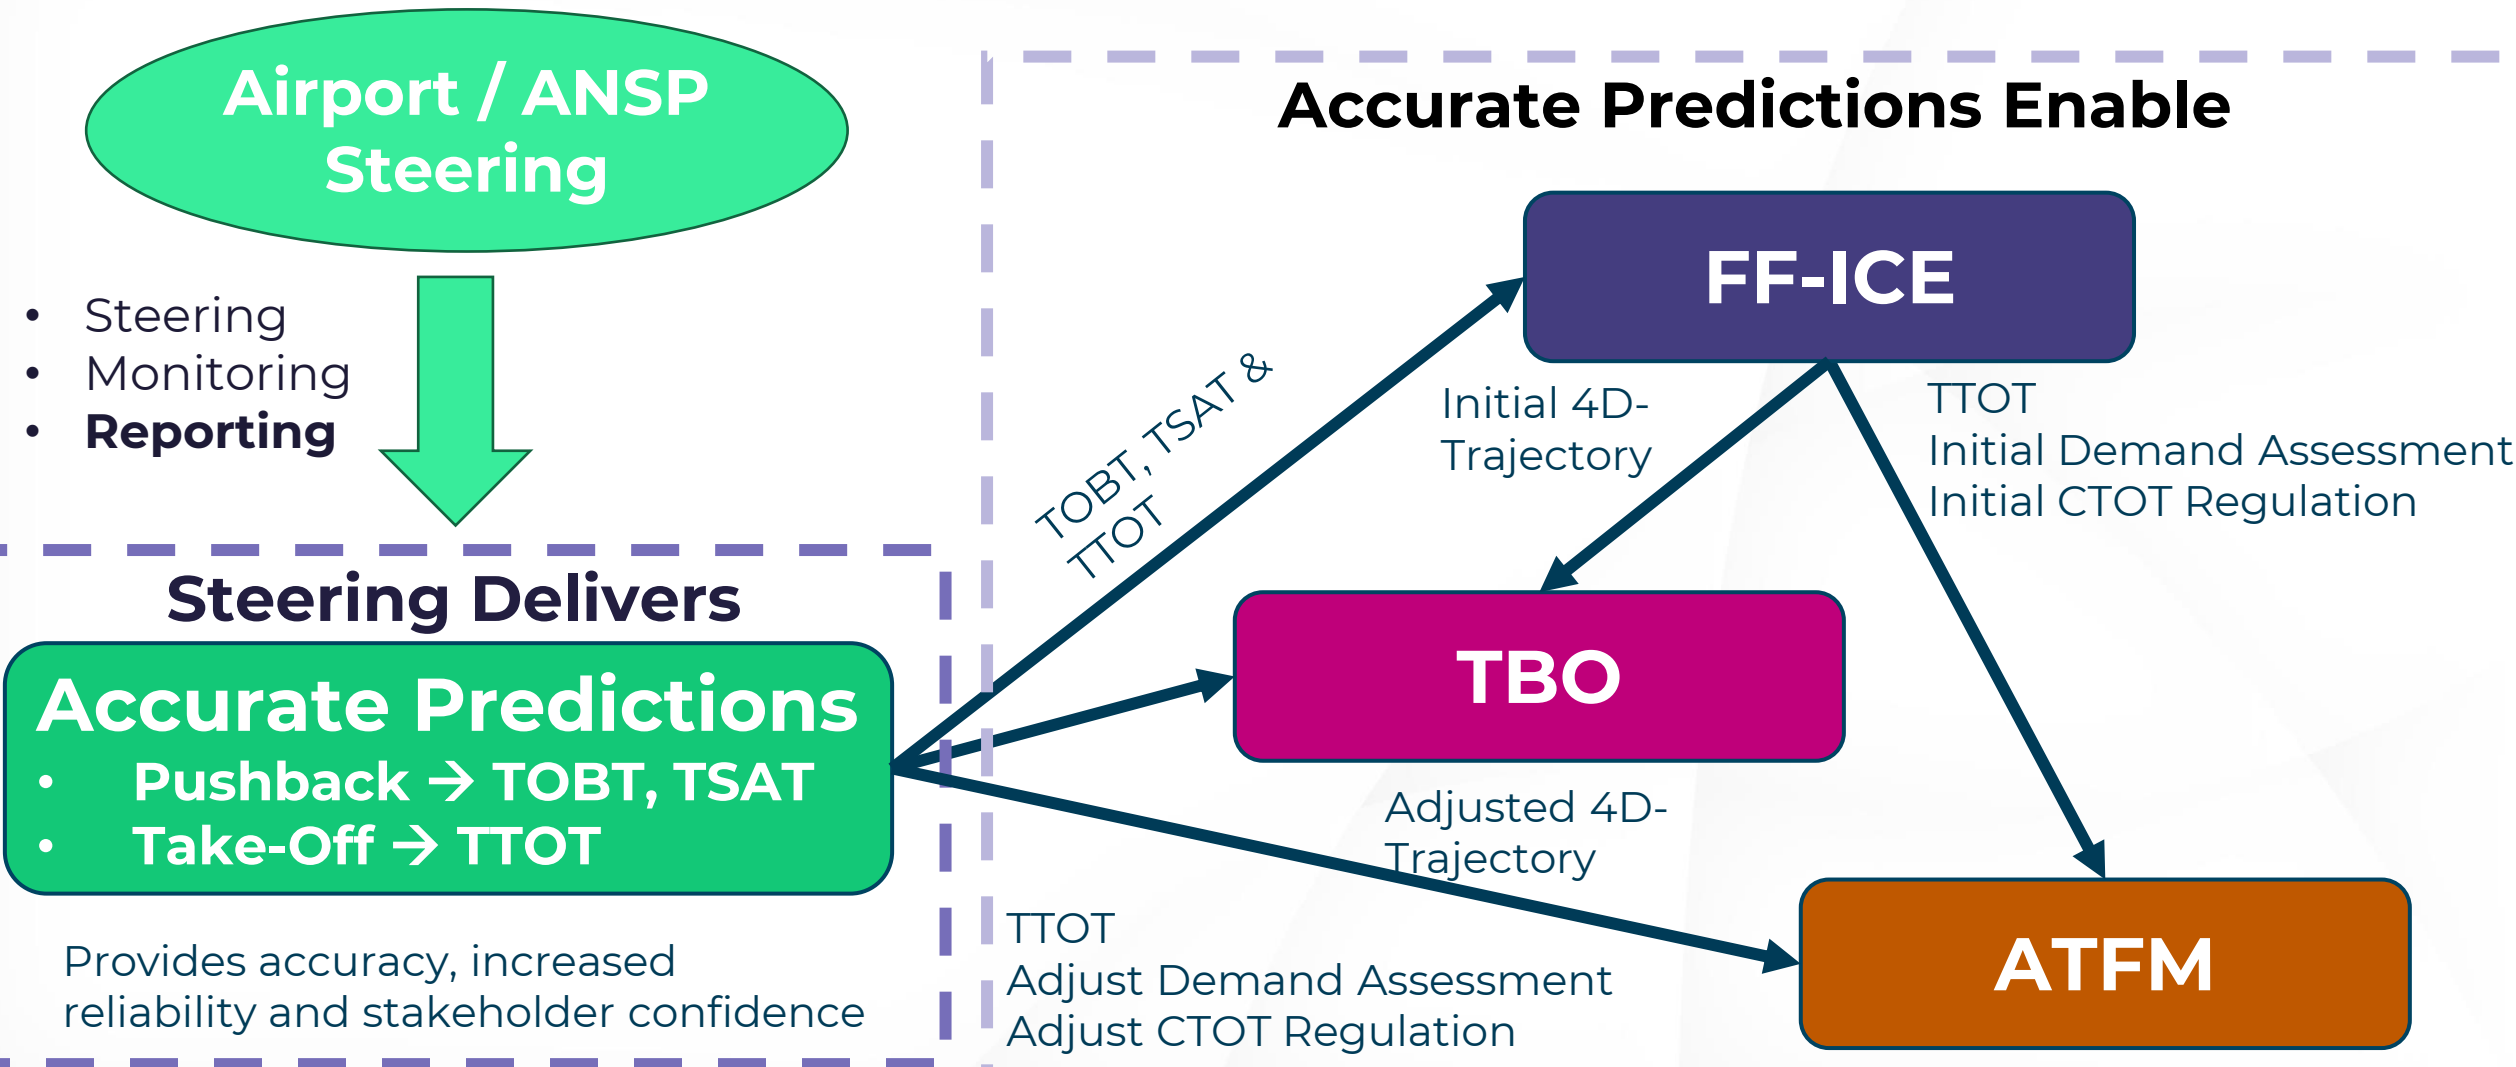 Airport / ANSP
Steering
• Steering
• Monitoring
• Reporting
Steering Delivers
Accurate Predictions
• Pushback → TOBT, TSAT
• Take-Off → TTOT
Provides accuracy, increased
reliability and stakeholder confidence
Accurate Predictions Enable
FF-ICE
TOBT, TSAT &
TTOT
Initial 4D-
Trajectory
TTOT
Initial Demand Assessment
Initial CTOT Regulation
TBO
Adjusted 4D-
Trajectory
TTOT
Adjust Demand Assessment
Adjust CTOT Regulation
ATFM